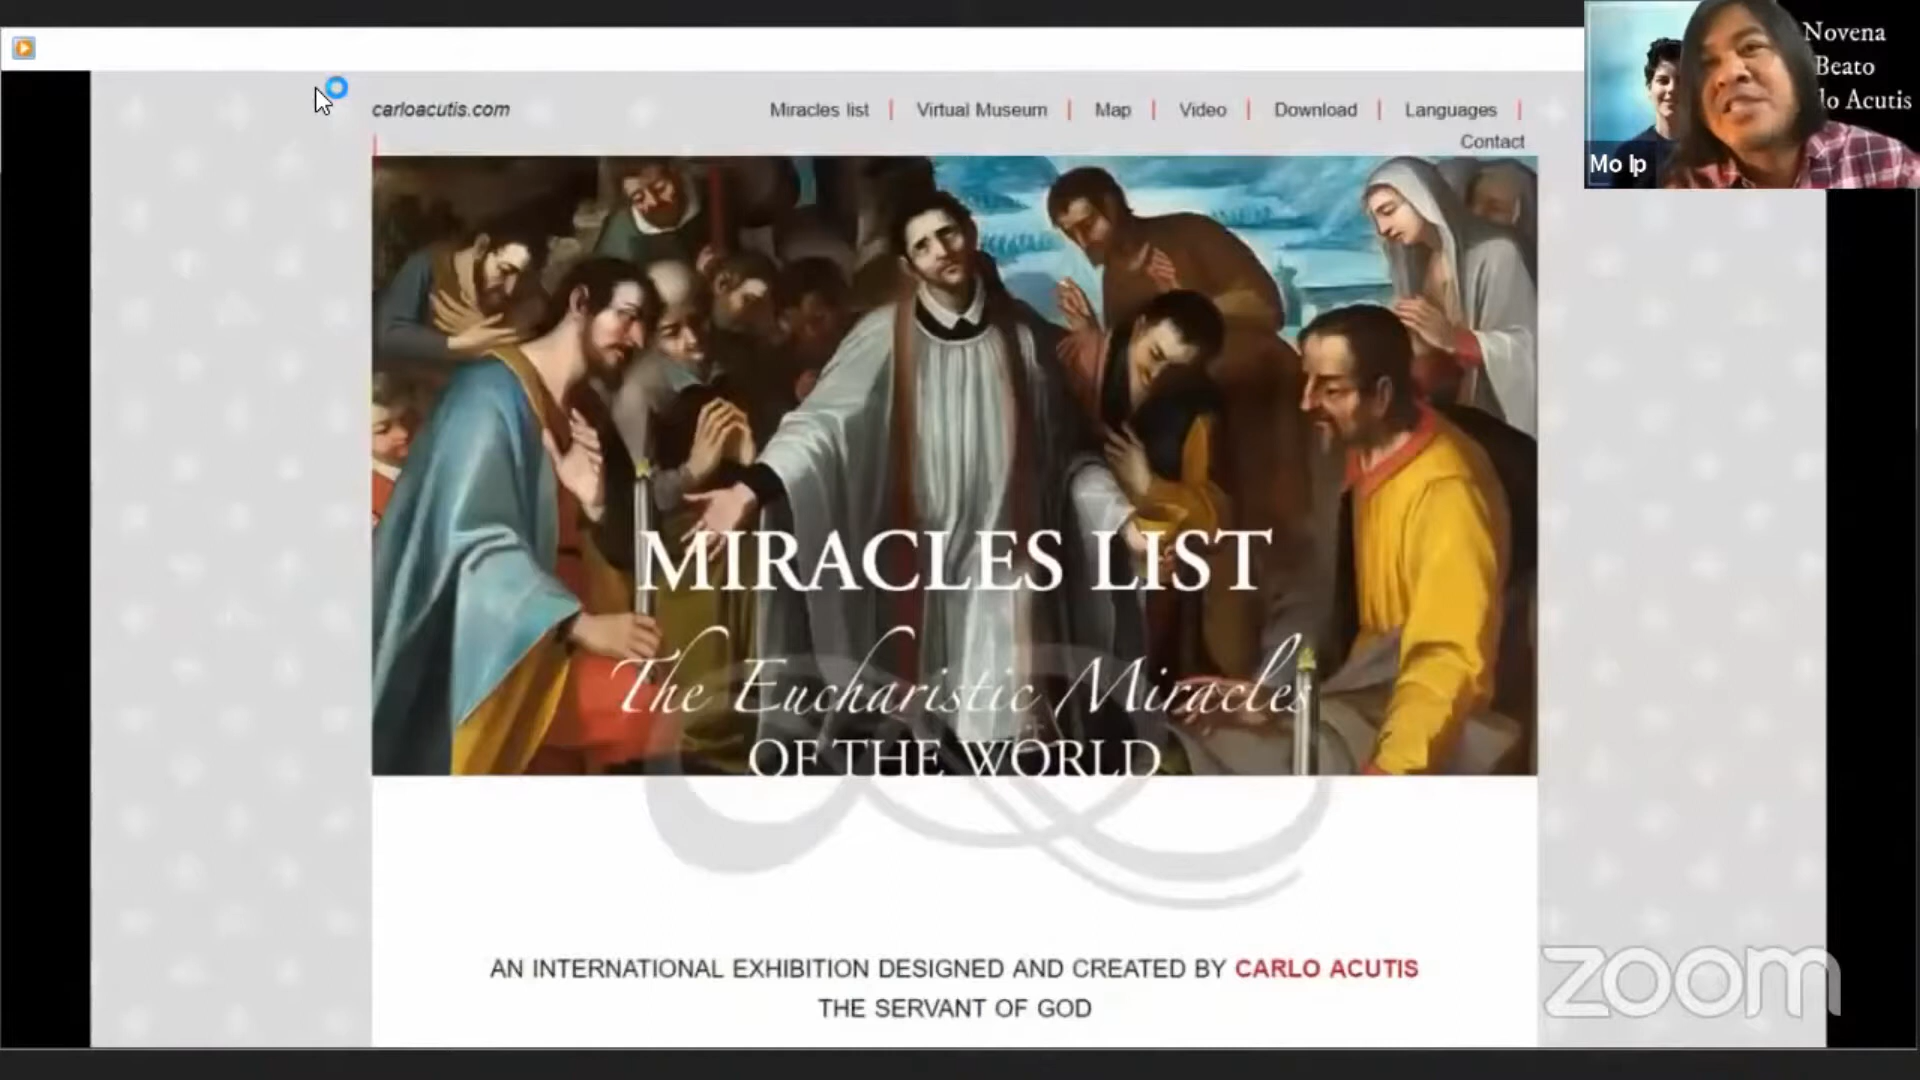 carloacutis.com
Miracles list | Virtual Museum | Map | Video | Download | Languages |
Contact
|
MIRACLES LIST
The Eucharistic Miracles
OF THE WORLD
AN INTERNATIONAL EXHIBITION DESIGNED AND CREATED BY CARLO ACUTIS
THE SERVANT OF GOD
Novena
Beato
lo Acutis
Mo Ip
zoom